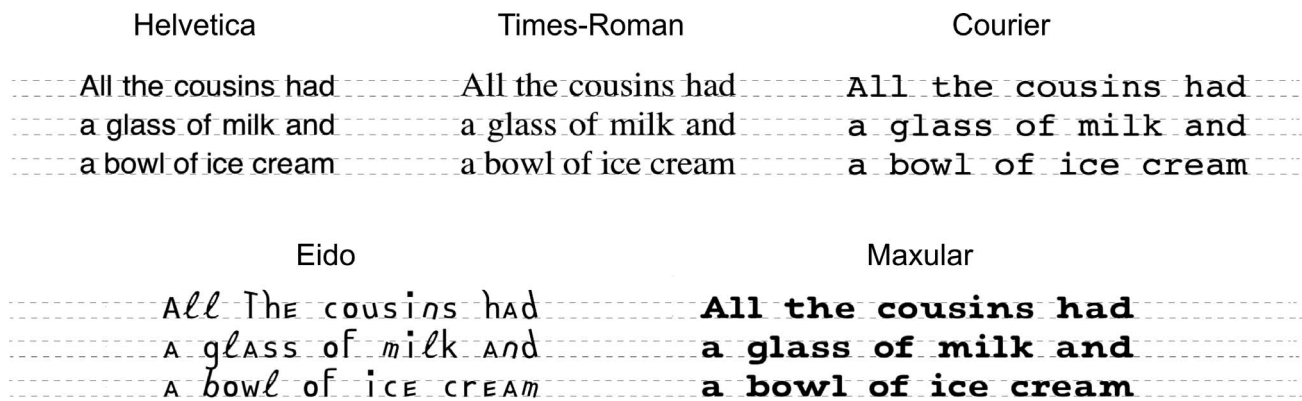 Helvetica
Times-Roman
Courier
All the cousins had
a glass of milk and
a bowl of ice cream
All the cousins had
a glass of milk and
a bowl of ice cream
All the cousins had
a glass of milk and
a bowl of ice cream
Eido
Maxular
All The cousins hAd
A glAss of milk And
A bowl of icE crEAm
All the cousins had
a glass of milk and
a bowl of ice cream